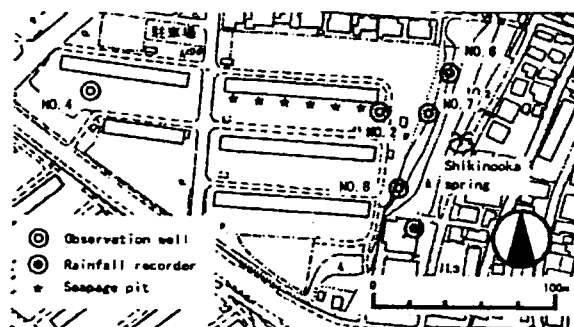 駐車場
NO.6
NO.4
NO.7
NO.2
Shikinooka
spring
NO.8
Observation well
Rainfall recorder
Seapage pit
0
100m